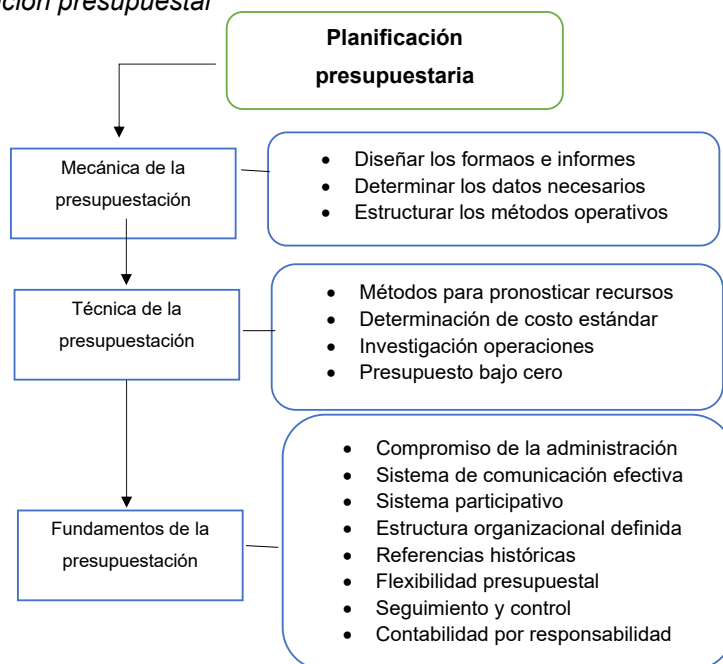 presupuestal
Planificación
presupuestaria
Mecánica de la
presupuestación
• Diseñar los formaos e informes
• Determinar los datos necesarios
• Estructurar los métodos operativos
Técnica de la
presupuestación
• Métodos para pronosticar recursos
• Determinación de costo estándar
• Investigación operaciones
• Presupuesto bajo cero
Fundamentos de la
presupuestación
• Compromiso de la administración
• Sistema de comunicación efectiva
• Sistema participativo
• Estructura organizacional definida
• Referencias históricas
• Flexibilidad presupuestal
• Seguimiento y control
• Contabilidad por responsabilidad